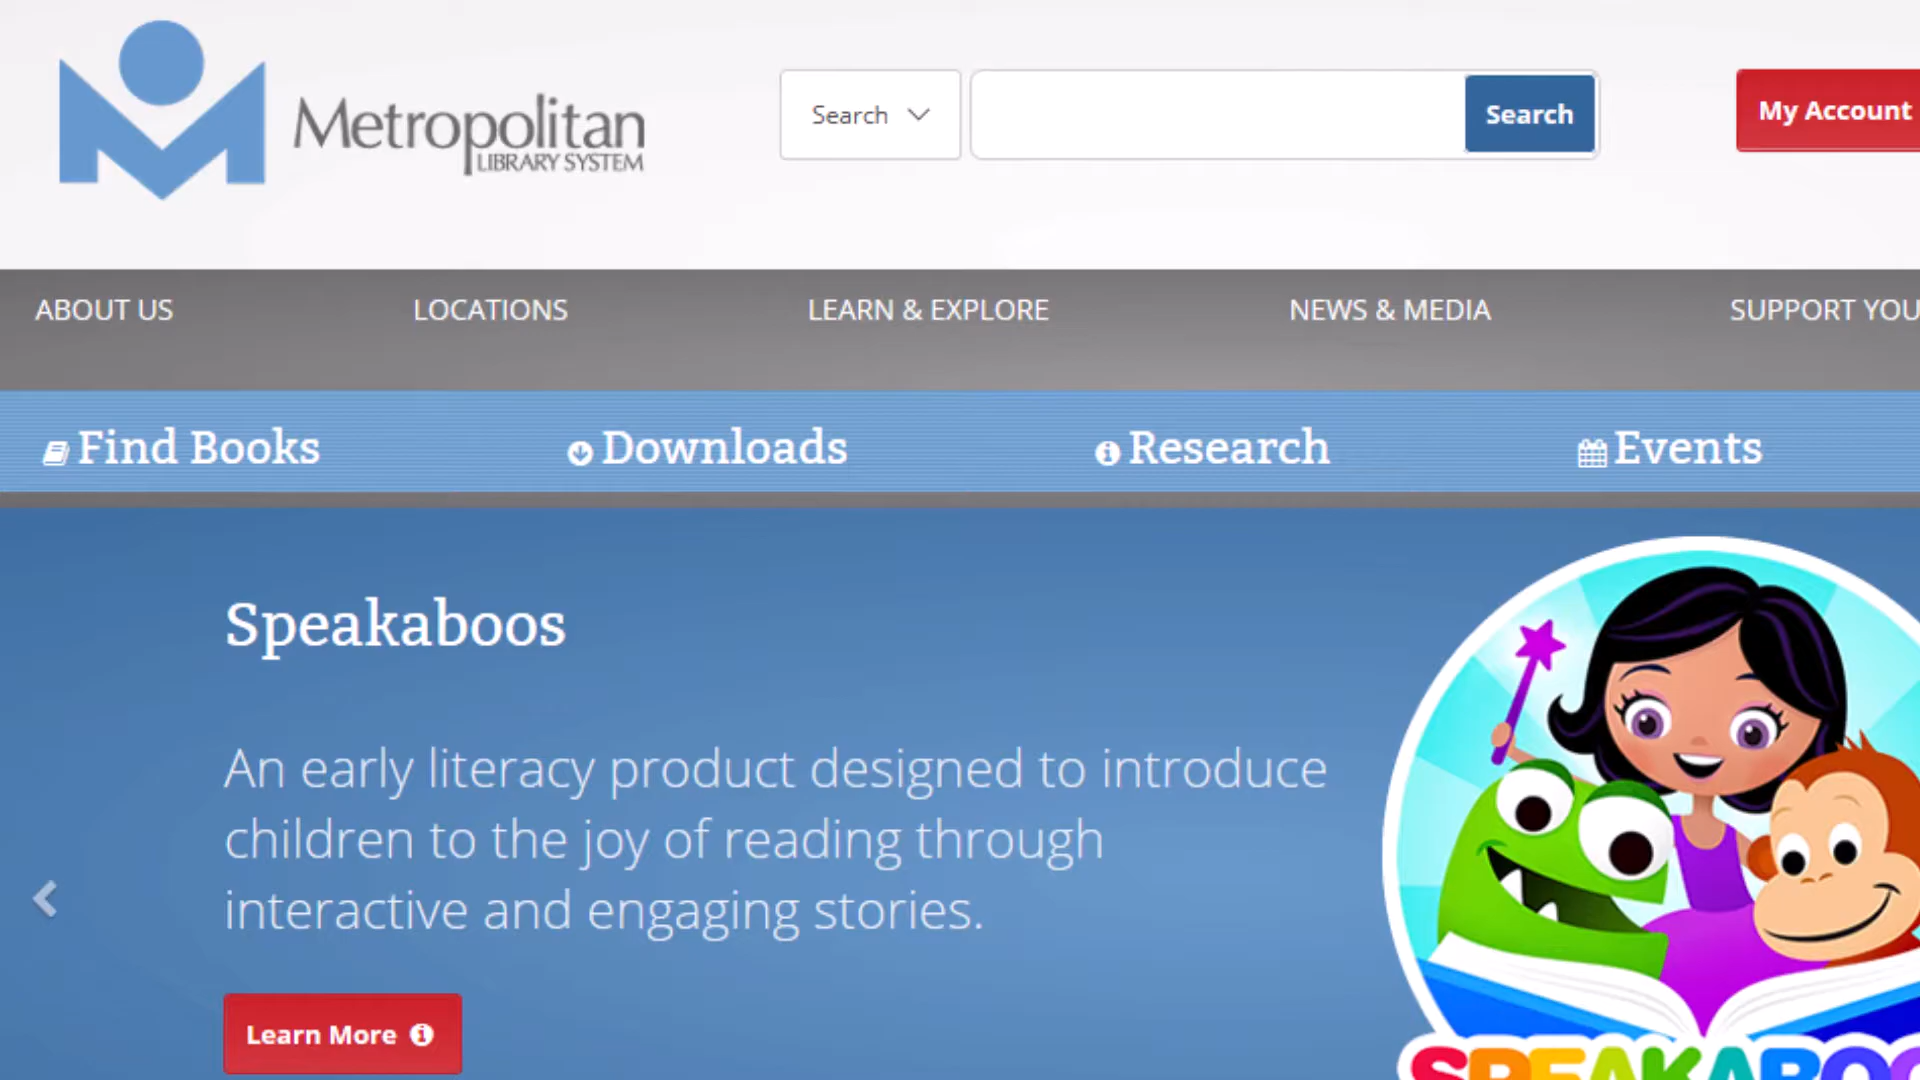 Metropolitan
LIBRARY SYSTEM
Search
Search
My Account
ABOUT US
LOCATIONS
LEARN & EXPLORE
NEWS & MEDIA
SUPPORT YOU
Find Books
Downloads
Research
Events
Speakaboos
An early literacy product designed to introduce
children to the joy of reading through
interactive and engaging stories.
Learn More
SPEAKABOO